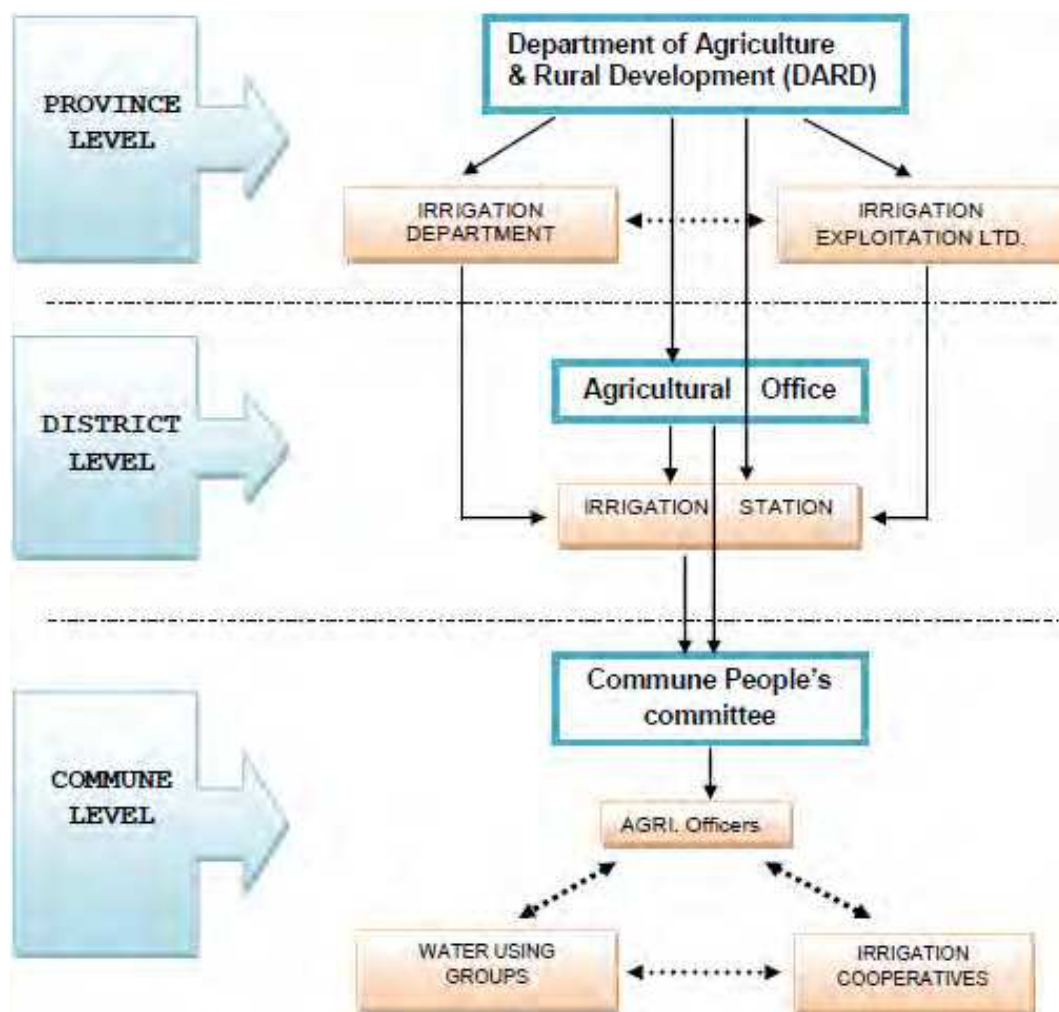 PROVINCE
LEVEL
Department of Agriculture
& Rural Development (DARD)
IRRIGATION
DEPARTMENT
IRRIGATION
EXPLOITATION LTD.
DISTRICT
LEVEL
Agricultural Office
IRRIGATION STATION
COMMUNE
LEVEL
Commune People’s
committee
AGRI. Officers
WATER USING
GROUPS
IRRIGATION
COOPERATIVES